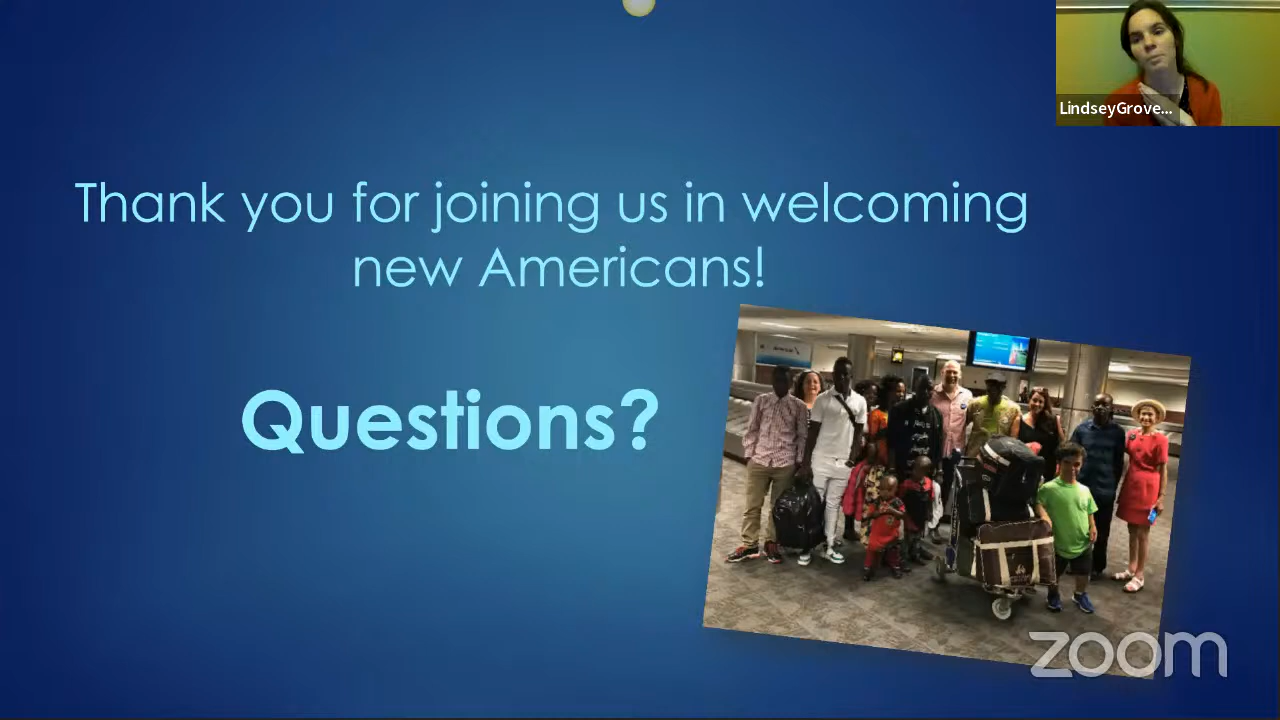 LindseyGrove...
Thank you for joining us in welcoming
new Americans!
Questions?
zoom